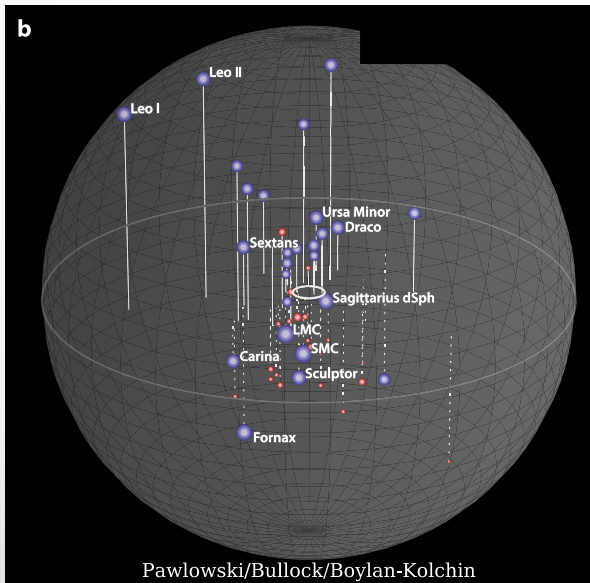 b
Leo II
Leo I
Ursa Minor
Draco
Sextans
Sagittarius dSph
LMC
SMC
Carina
Sculptor
Fornax
Pawlowski/Bullock/Boylan-Kolchin